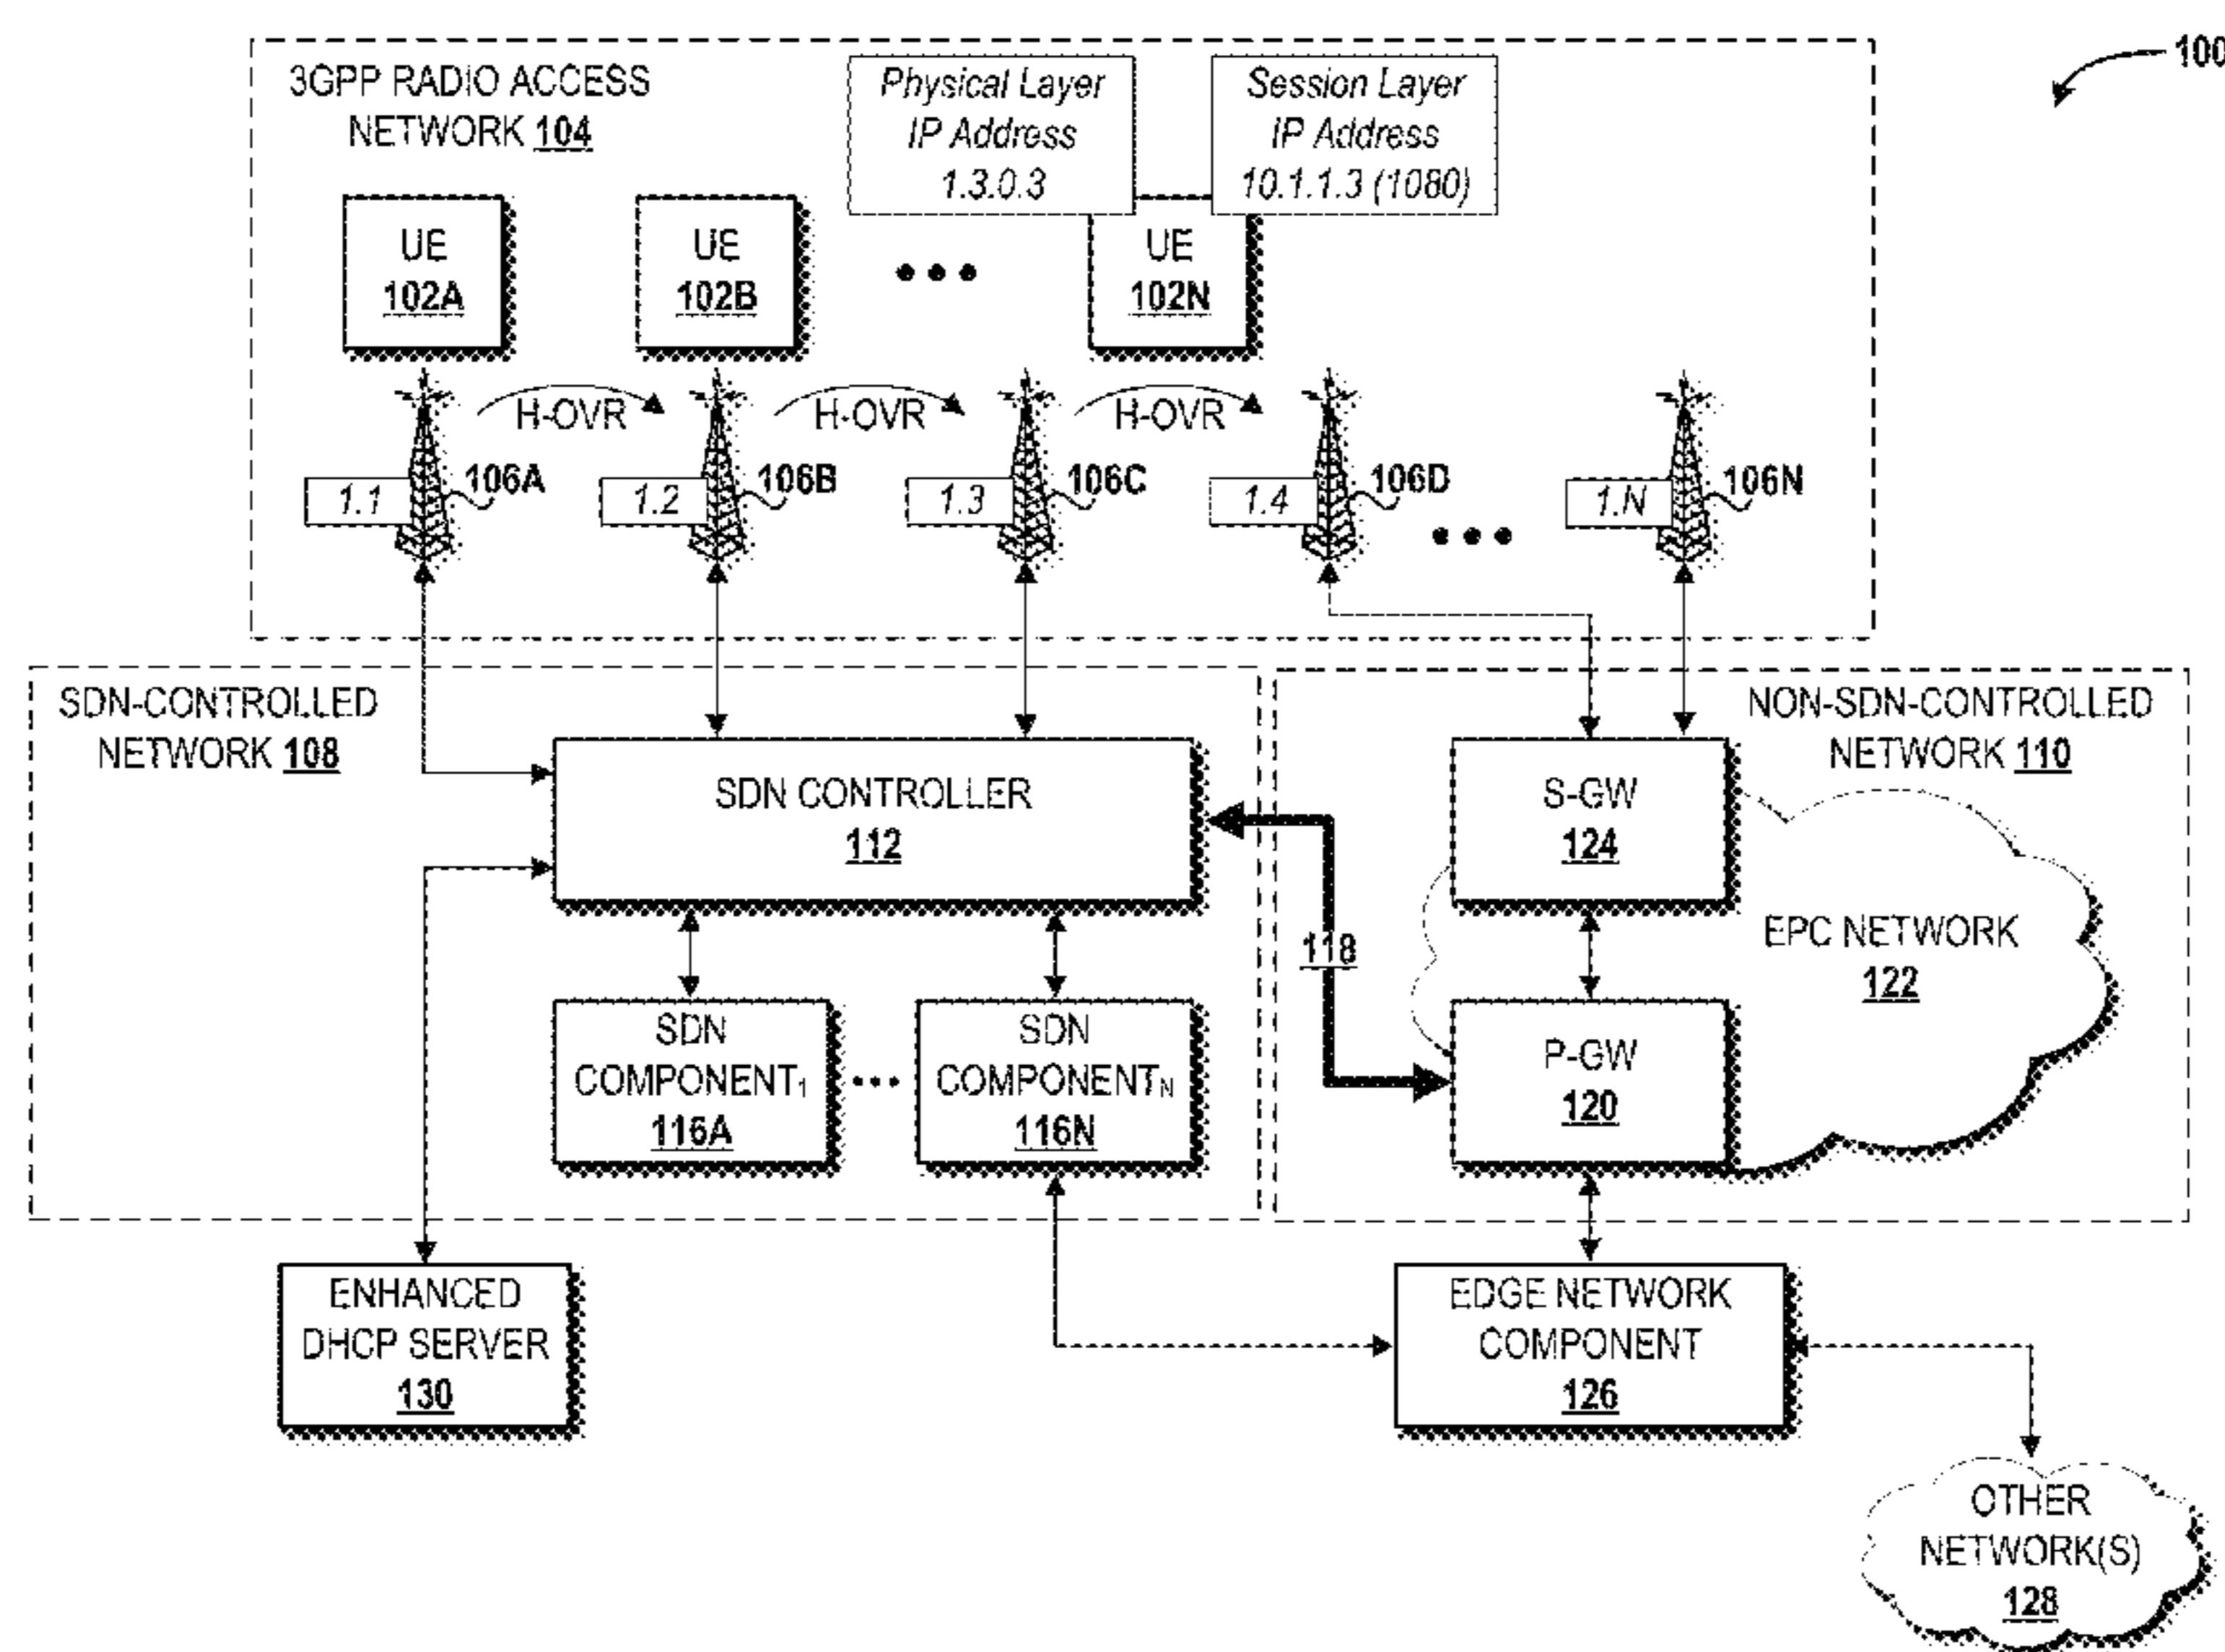 100
3GPP RADIO ACCESS
NETWORK 104
Physical Layer
IP Address
1.3.0.3
Session Layer
IP Address
10.1.1.3 (1080)
UE
102A
UE
102B
UE
102N
H-OVR
H-OVR
H-OVR
1.1
106A
1.2
106B
1.3
106C
1.4
106D
1.N
106N
SDN-CONTROLLED
NETWORK 108
NON-SDN-CONTROLLED
NETWORK 110
SDN CONTROLLER
112
S-GW
124
EPC NETWORK
122
118
SDN
COMPONENT1
116A
SDN
COMPONENTN
116N
P-GW
120
ENHANCED
DHCP SERVER
130
EDGE NETWORK
COMPONENT
126
OTHER
NETWORK(S)
128